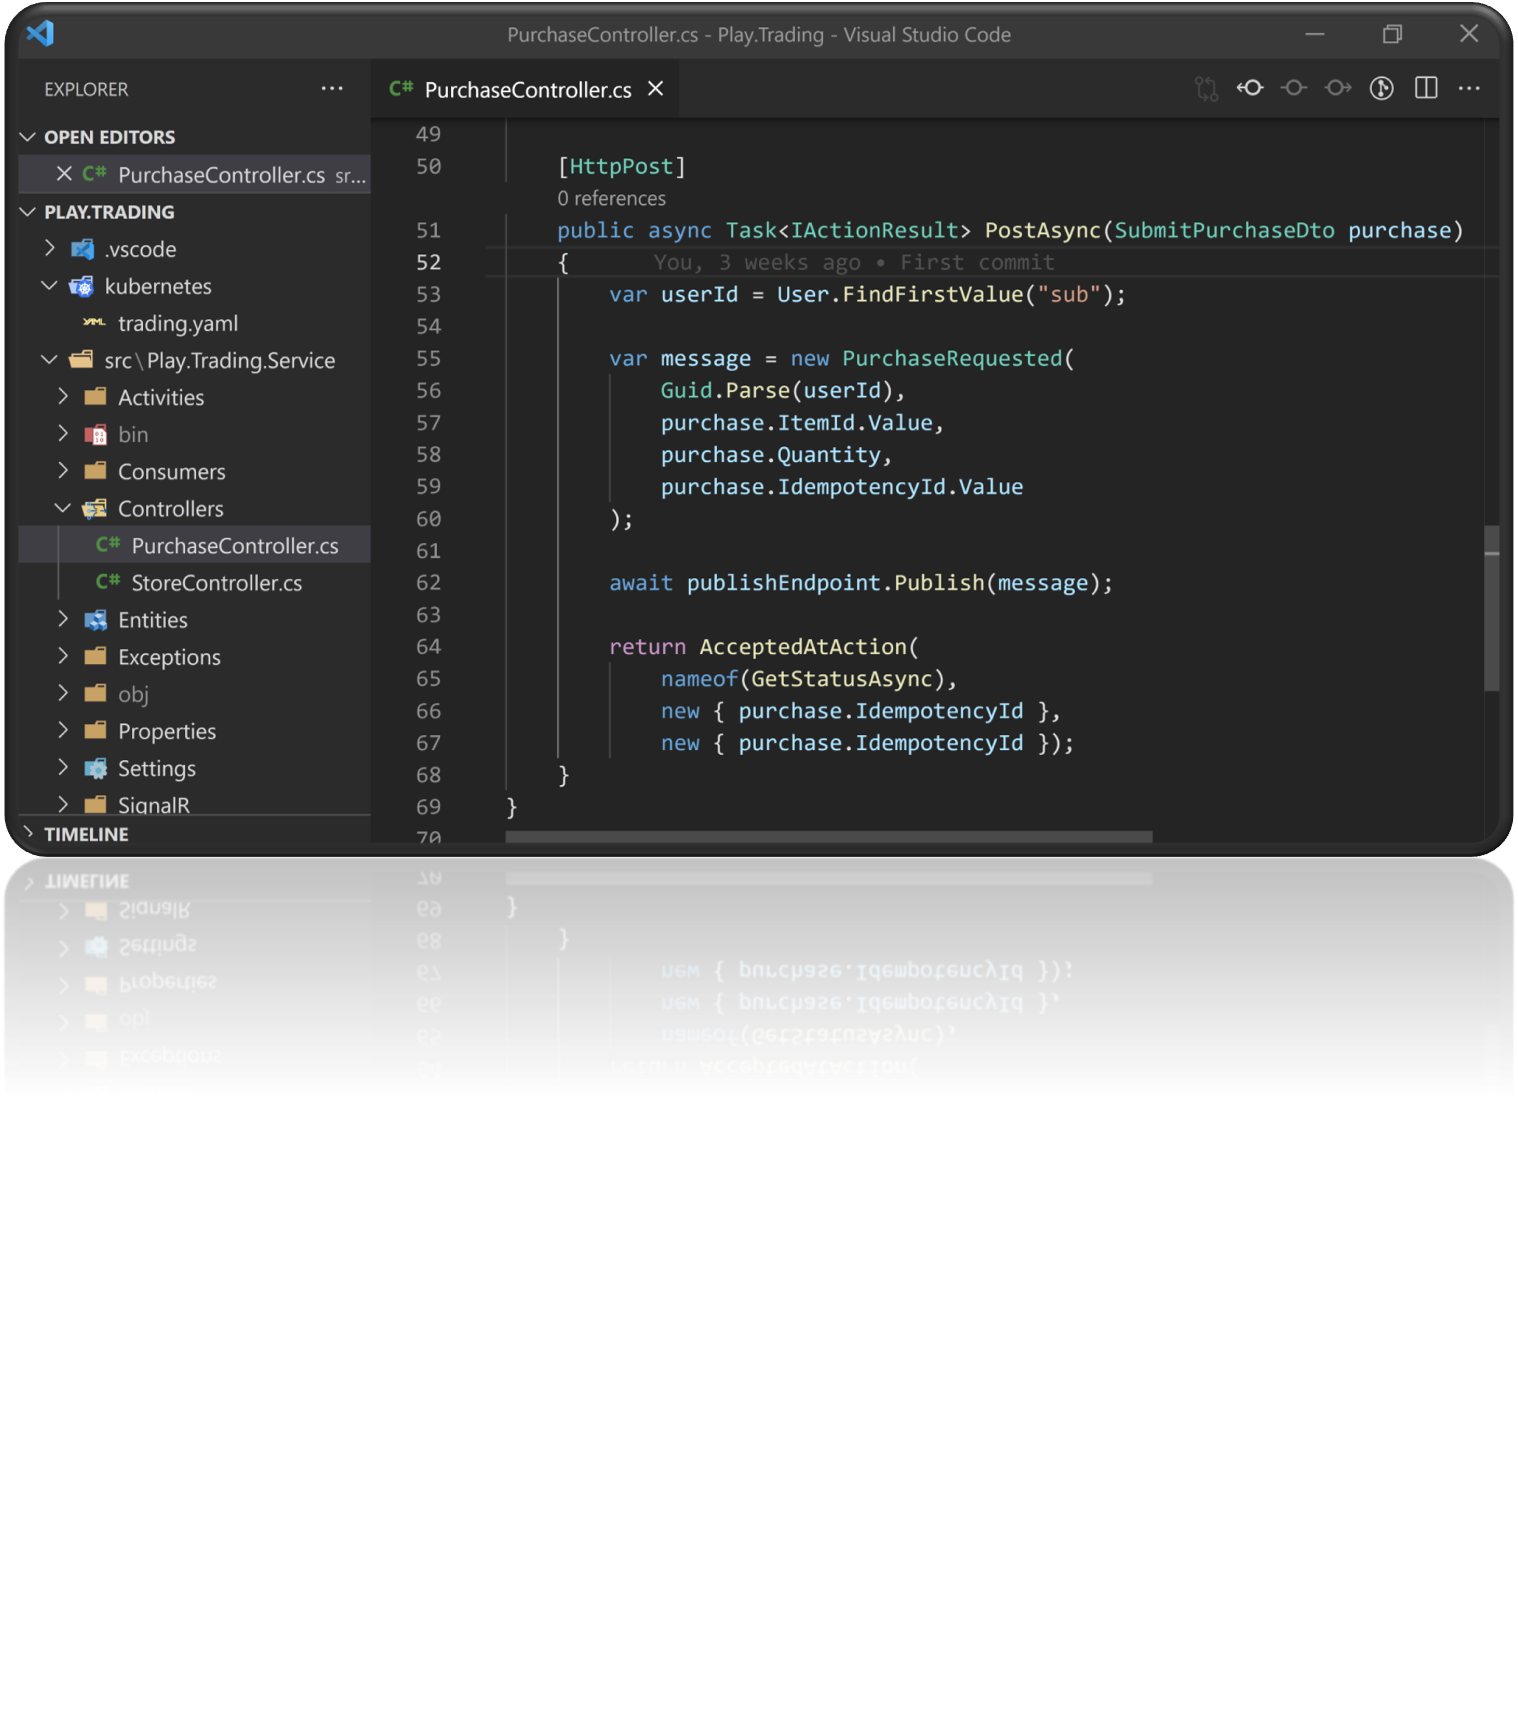 PurchaseController.cs - Play.Trading - Visual Studio Code
EXPLORER
OPEN EDITORS
C# PurchaseController.cs sr...
PLAY.TRADING
.vscode
kubernetes
YAML trading.yaml
src\Play.Trading.Service
Activities
bin
Consumers
Controllers
C# PurchaseController.cs
C# StoreController.cs
Entities
Exceptions
obj
Properties
Settings
SignalR
TIMELINE
C# PurchaseController.cs
49
50 [HttpPost]
0 references
51 public async Task<IActionResult> PostAsync(SubmitPurchaseDto purchase)
52 { You, 3 weeks ago • First commit
53 var userId = User.FindFirstValue("sub");
54
55 var message = new PurchaseRequested(
56 Guid.Parse(userId),
57 purchase.ItemId.Value,
58 purchase.Quantity,
59 purchase.IdempotencyId.Value
60 );
61
62 await publishEndpoint.Publish(message);
63
64 return AcceptedAtAction(
65 nameof(GetStatusAsync),
66 new { purchase.IdempotencyId },
67 new { purchase.IdempotencyId });
68 }
69 }
70